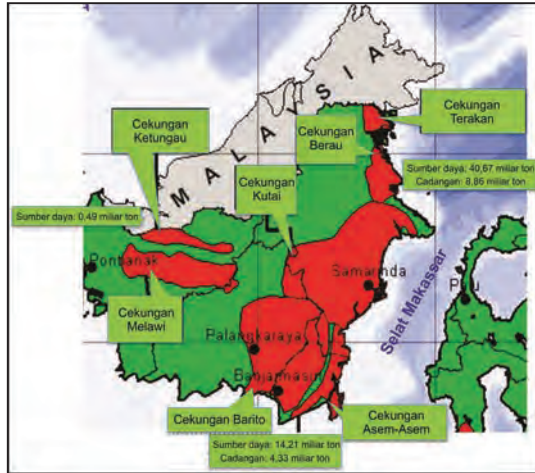 MALAYSIA
Cekungan
Ketungau
Cekungan
Berau
Cekungan
Terakan
Sumber daya: 40,67 miliar ton
Cadangan: 8,86 miliar ton
Cekungan
Kutai
Sumber daya: 0,49 miliar ton
Pontianak
Samarinda
Palu
Selat Makassar
Cekungan
Melawi
Palangkaraya
Banjarmasin
Cekungan Barito
Cekungan
Asem-Asem
Sumber daya: 14,21 miliar ton
Cadangan: 4,33 miliar ton